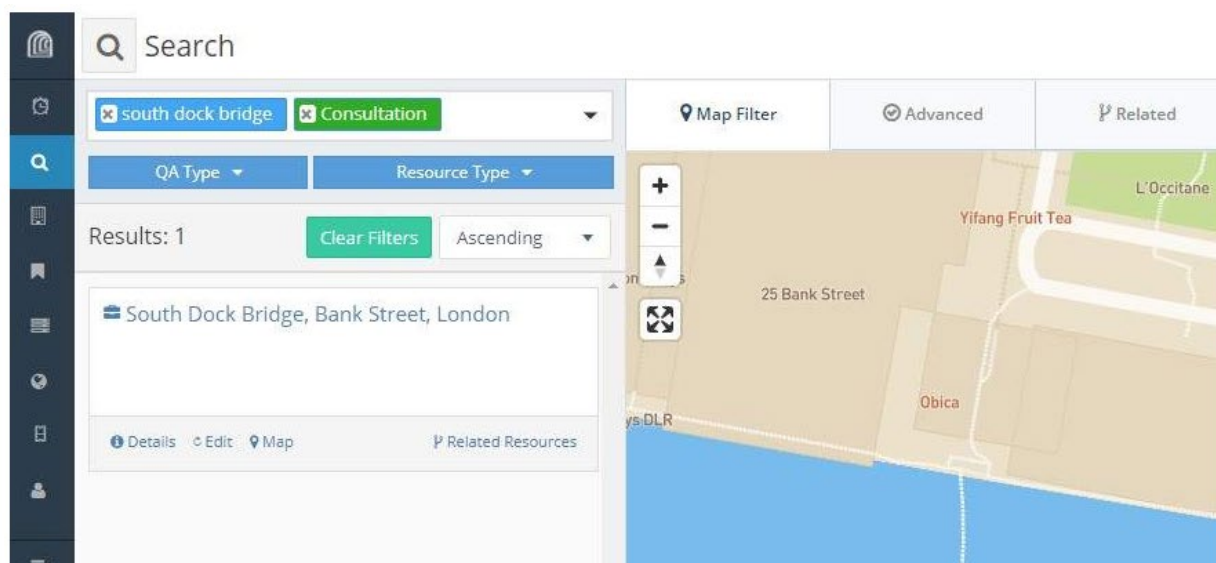 Search
south dock bridge
Consultation
QA Type
Resource Type
Results: 1
Clear Filters
Ascending
South Dock Bridge, Bank Street, London
Details
Edit
Map
Related Resources
Map Filter
Advanced
Related
L'Occitane
Yifang Fruit Tea
25 Bank Street
Obica
DLR